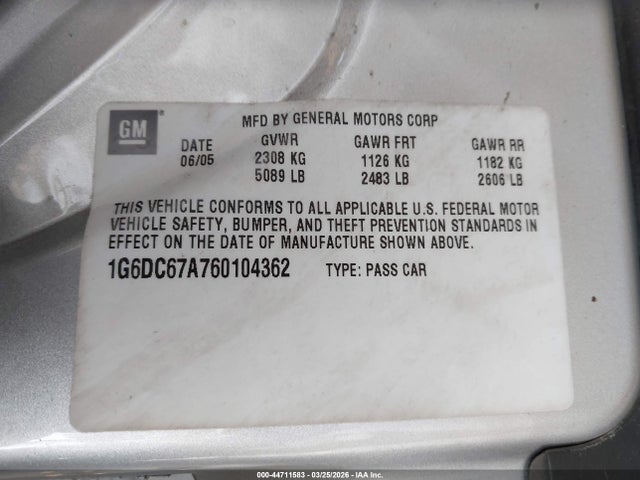 GM
MFD BY GENERAL MOTORS CORP
DATE GVWR GAWR FRT GAWR RR
06/05 2308 KG 1126 KG 1182 KG
5089 LB 2483 LB 2606 LB
THIS VEHICLE CONFORMS TO ALL APPLICABLE U.S. FEDERAL MOTOR
VEHICLE SAFETY, BUMPER, AND THEFT PREVENTION STANDARDS IN
EFFECT ON THE DATE OF MANUFACTURE SHOWN ABOVE.
1G6DC67A760104362 TYPE: PASS CAR
000-44711583 - 03/25/2026 - IAA Inc.